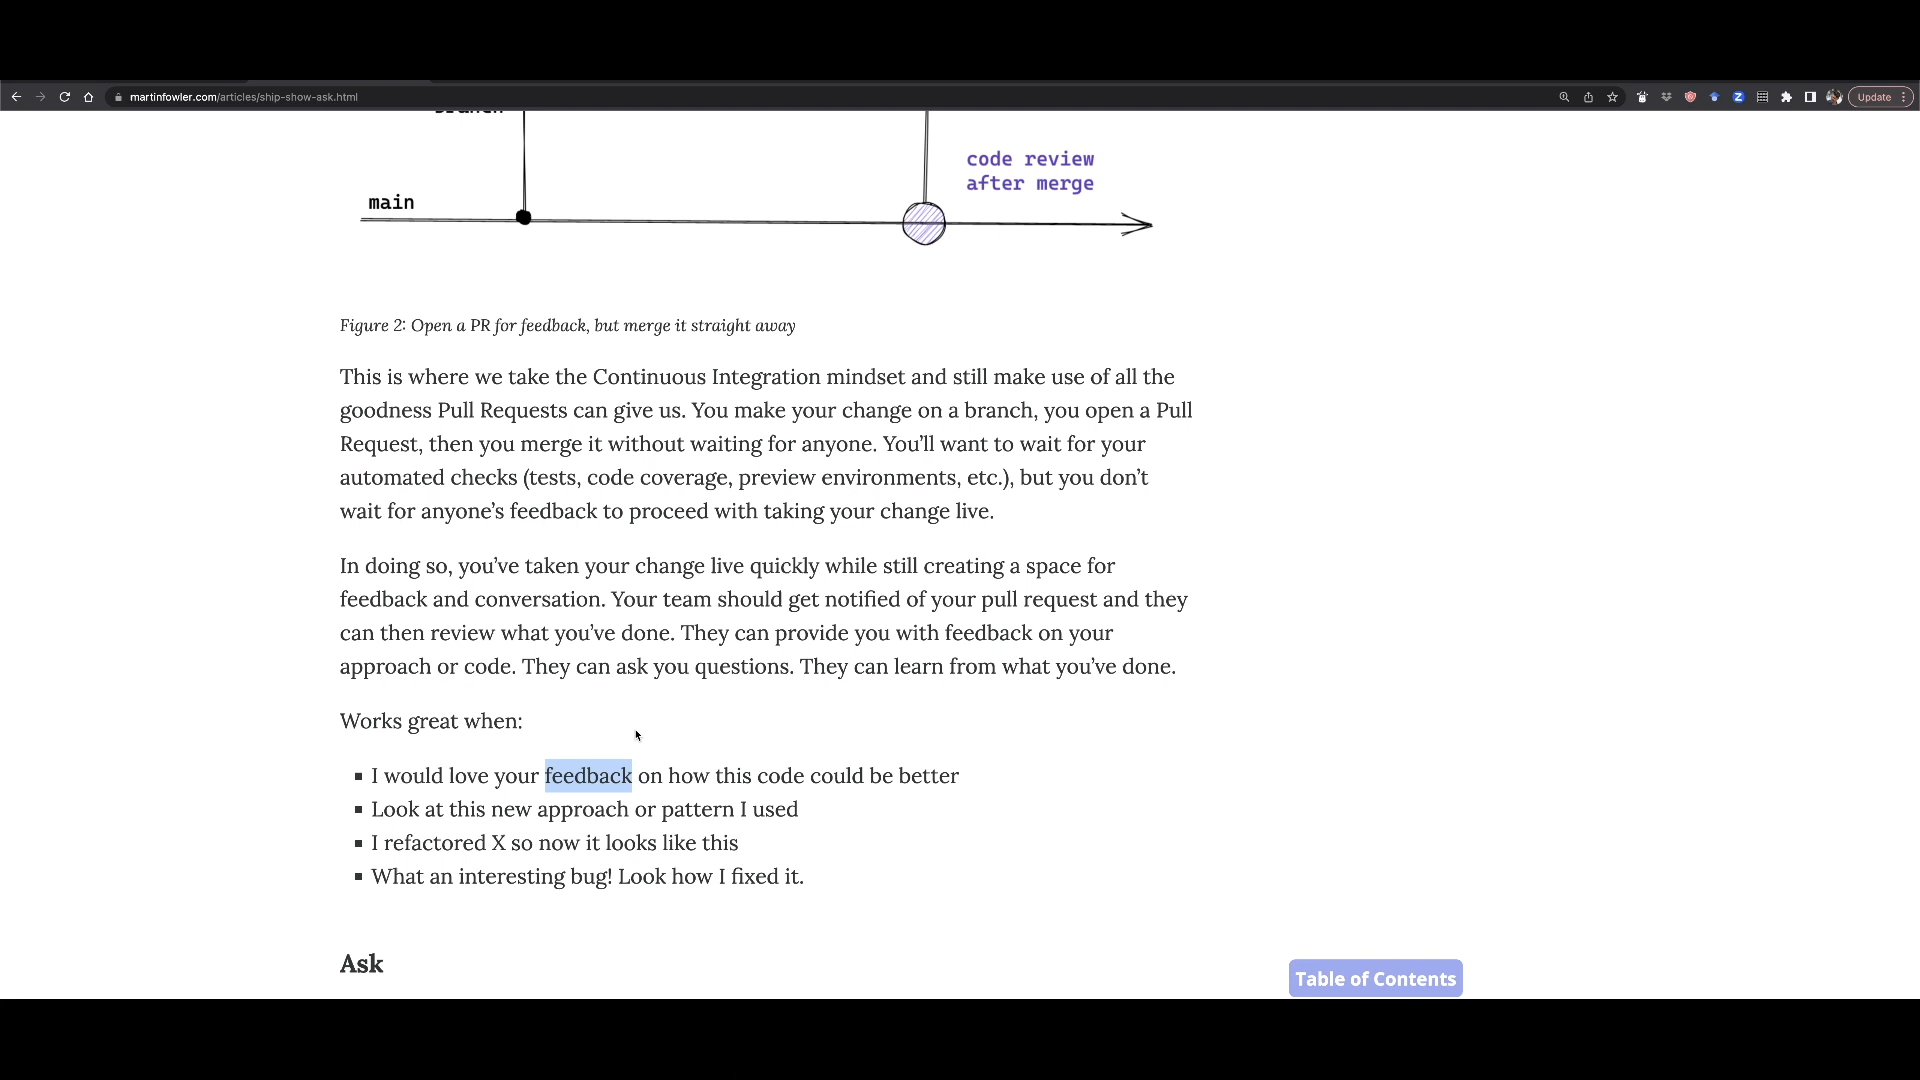 martinfowler.com/articles/ship-show-ask.html
Update
code review
after merge
main
Figure 2: Open a PR for feedback, but merge it straight away
This is where we take the Continuous Integration mindset and still make use of all the
goodness Pull Requests can give us. You make your change on a branch, you open a Pull
Request, then you merge it without waiting for anyone. You’ll want to wait for your
automated checks (tests, code coverage, preview environments, etc.), but you don’t
wait for anyone’s feedback to proceed with taking your change live.
In doing so, you’ve taken your change live quickly while still creating a space for
feedback and conversation. Your team should get notified of your pull request and they
can then review what you’ve done. They can provide you with feedback on your
approach or code. They can ask you questions. They can learn from what you’ve done.
Works great when:
▪ I would love your feedback on how this code could be better
▪ Look at this new approach or pattern I used
▪ I refactored X so now it looks like this
▪ What an interesting bug! Look how I fixed it.
Ask
Table of Contents